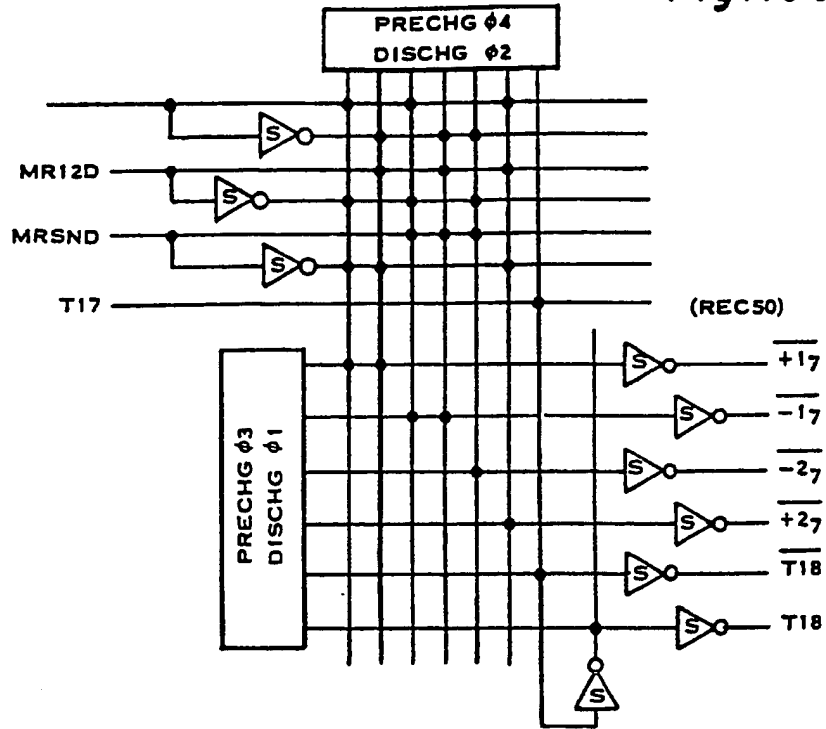 PRECHG φ4
DISCHG φ2
S
MR12D
S
MRSND
S
T17
(REC50)
PRECHG φ3
DISCHG φ1
S
+1₇
S
-1₇
S
-2₇
S
+2₇
S
T18
S
T18
S